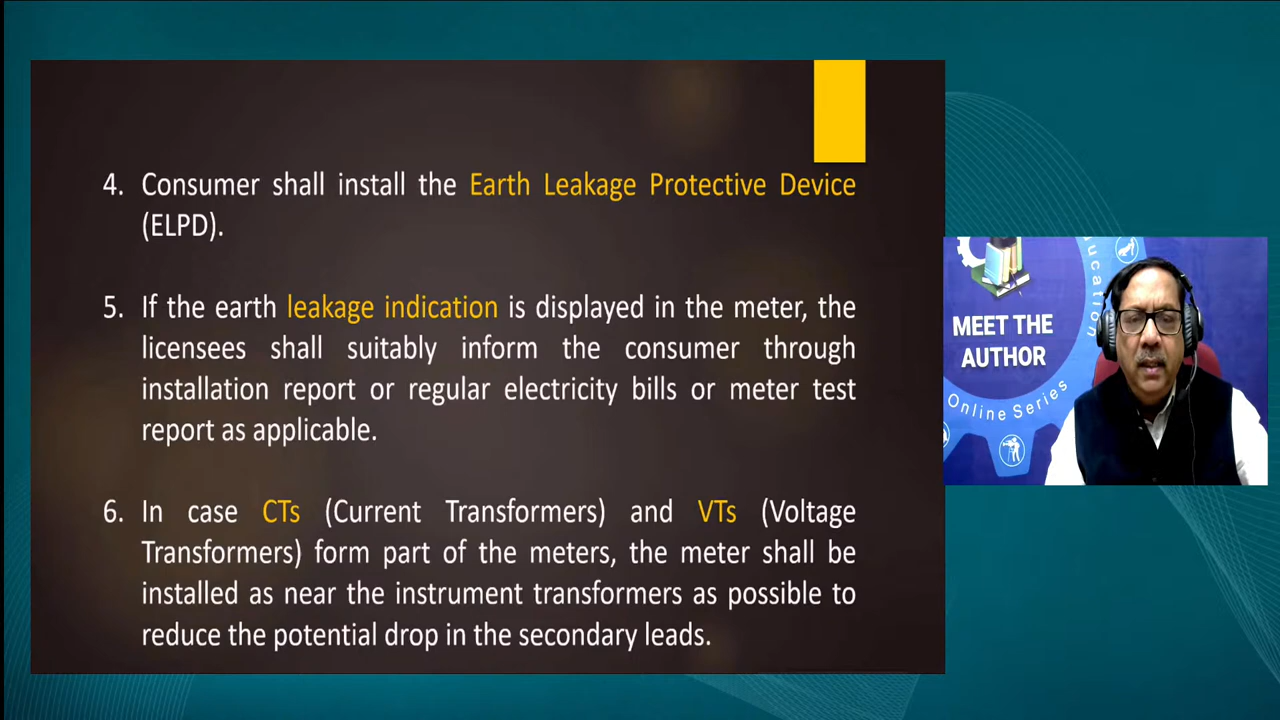 4. Consumer shall install the Earth Leakage Protective Device
(ELPD).
5. If the earth leakage indication is displayed in the meter, the
licensees shall suitably inform the consumer through
installation report or regular electricity bills or meter test
report as applicable.
6. In case CTs (Current Transformers) and VTs (Voltage
Transformers) form part of the meters, the meter shall be
installed as near the instrument transformers as possible to
reduce the potential drop in the secondary leads.
MEET THE
AUTHOR
Online Series